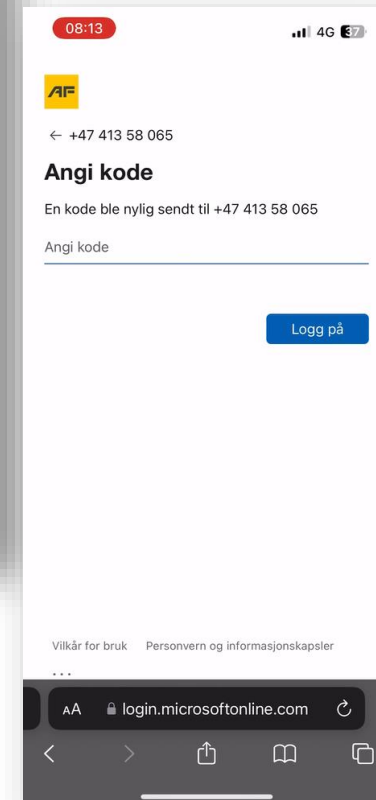 08:13
4G 37
AF
← +47 413 58 065
Angi kode
En kode ble nylig sendt til +47 413 58 065
Angi kode
Logg på
Vilkår for bruk Personvern og informasjonskapsler
...
AA login.microsoftonline.com